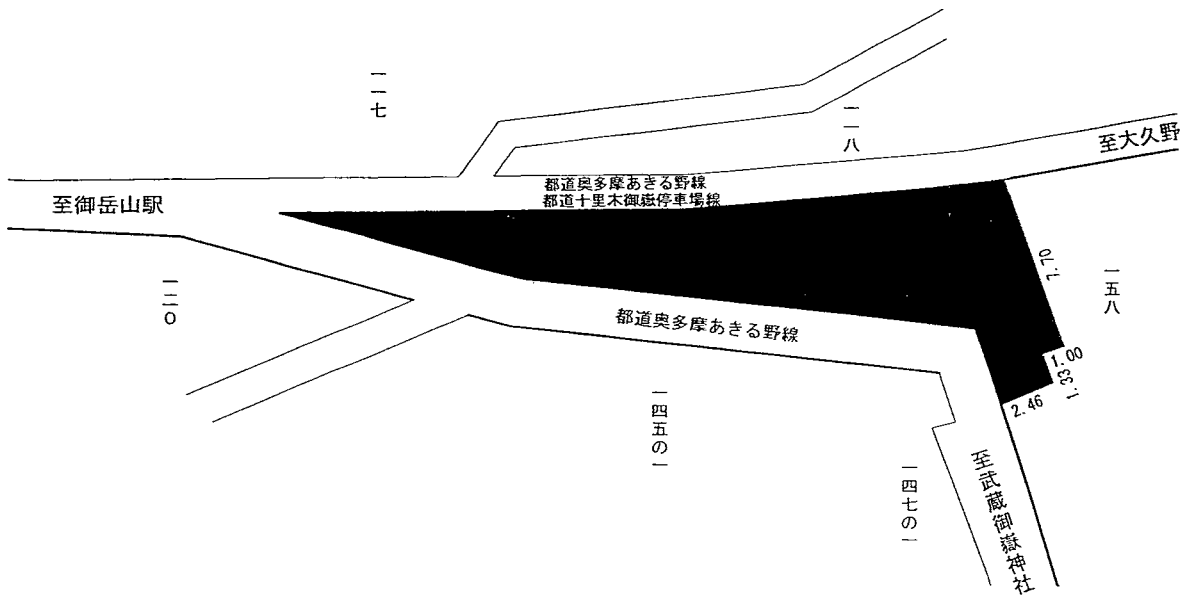 一一七
一一八
至大久野
都道奥多摩あきる野線
都道十里木御嶽停車場線
至御岳山駅
7.70
一五八
一二〇
都道奥多摩あきる野線
1.00
1.33
2.46
一四五の一
一四七の一
至武蔵御嶽神社